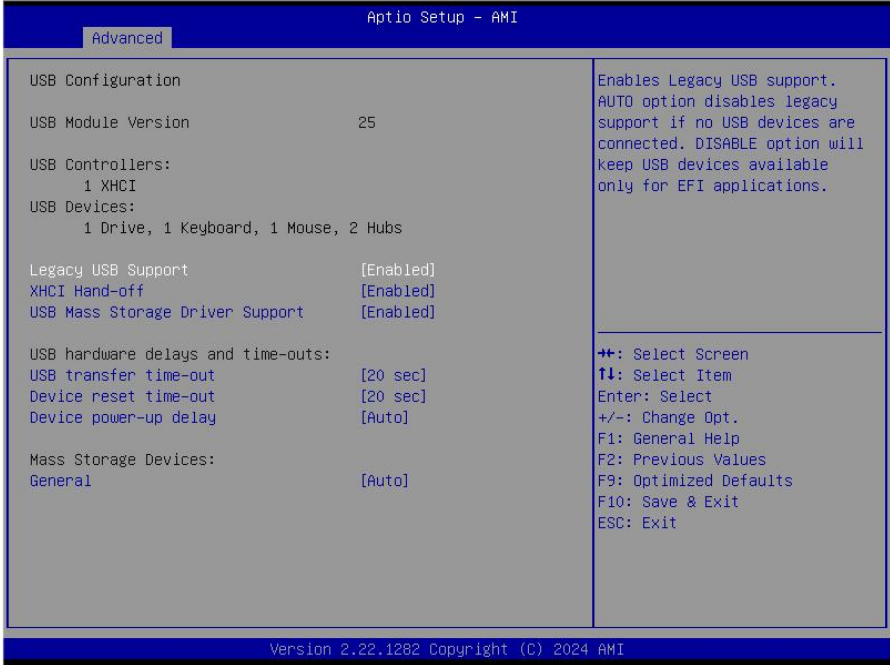 Aptio Setup – AMI
Advanced
USB Configuration
USB Module Version 25
USB Controllers:
1 XHCI
USB Devices:
1 Drive, 1 Keyboard, 1 Mouse, 2 Hubs
Legacy USB Support [Enabled]
XHCI Hand-off [Enabled]
USB Mass Storage Driver Support [Enabled]
USB hardware delays and time-outs:
USB transfer time-out [20 sec]
Device reset time-out [20 sec]
Device power-up delay [Auto]
Mass Storage Devices:
General [Auto]
Enables Legacy USB support.
AUTO option disables legacy
support if no USB devices are
connected. DISABLE option will
keep USB devices available
only for EFI applications.
→←: Select Screen
↑↓: Select Item
Enter: Select
+/-: Change Opt.
F1: General Help
F2: Previous Values
F9: Optimized Defaults
F10: Save & Exit
ESC: Exit
Version 2.22.1282 Copyright (C) 2024 AMI